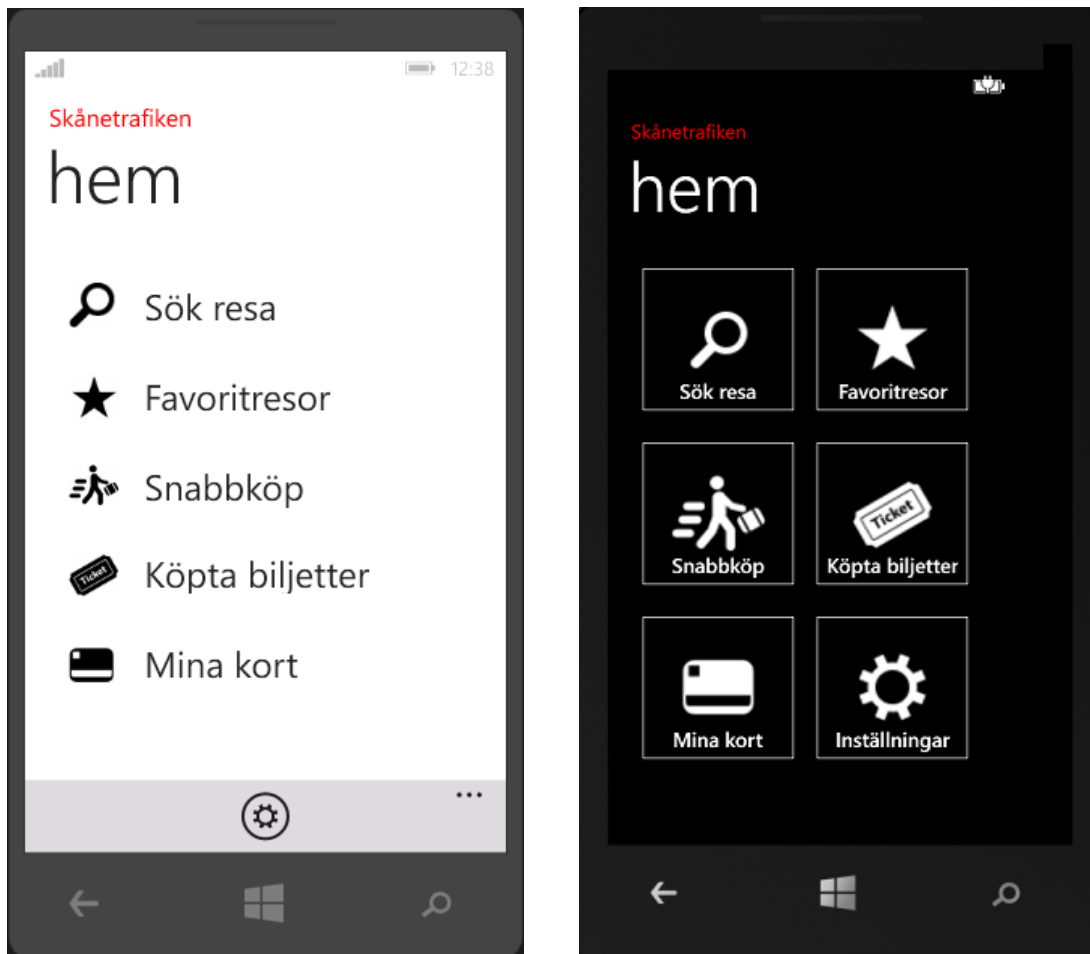 12:38
Skånetrafiken
hem
Sök resa
Favoritresor
Snabbköp
Ticket
Köpta biljetter
Mina kort
...
Skånetrafiken
hem
Sök resa
Favoritresor
Snabbköp
Ticket
Köpta biljetter
Mina kort
Inställningar